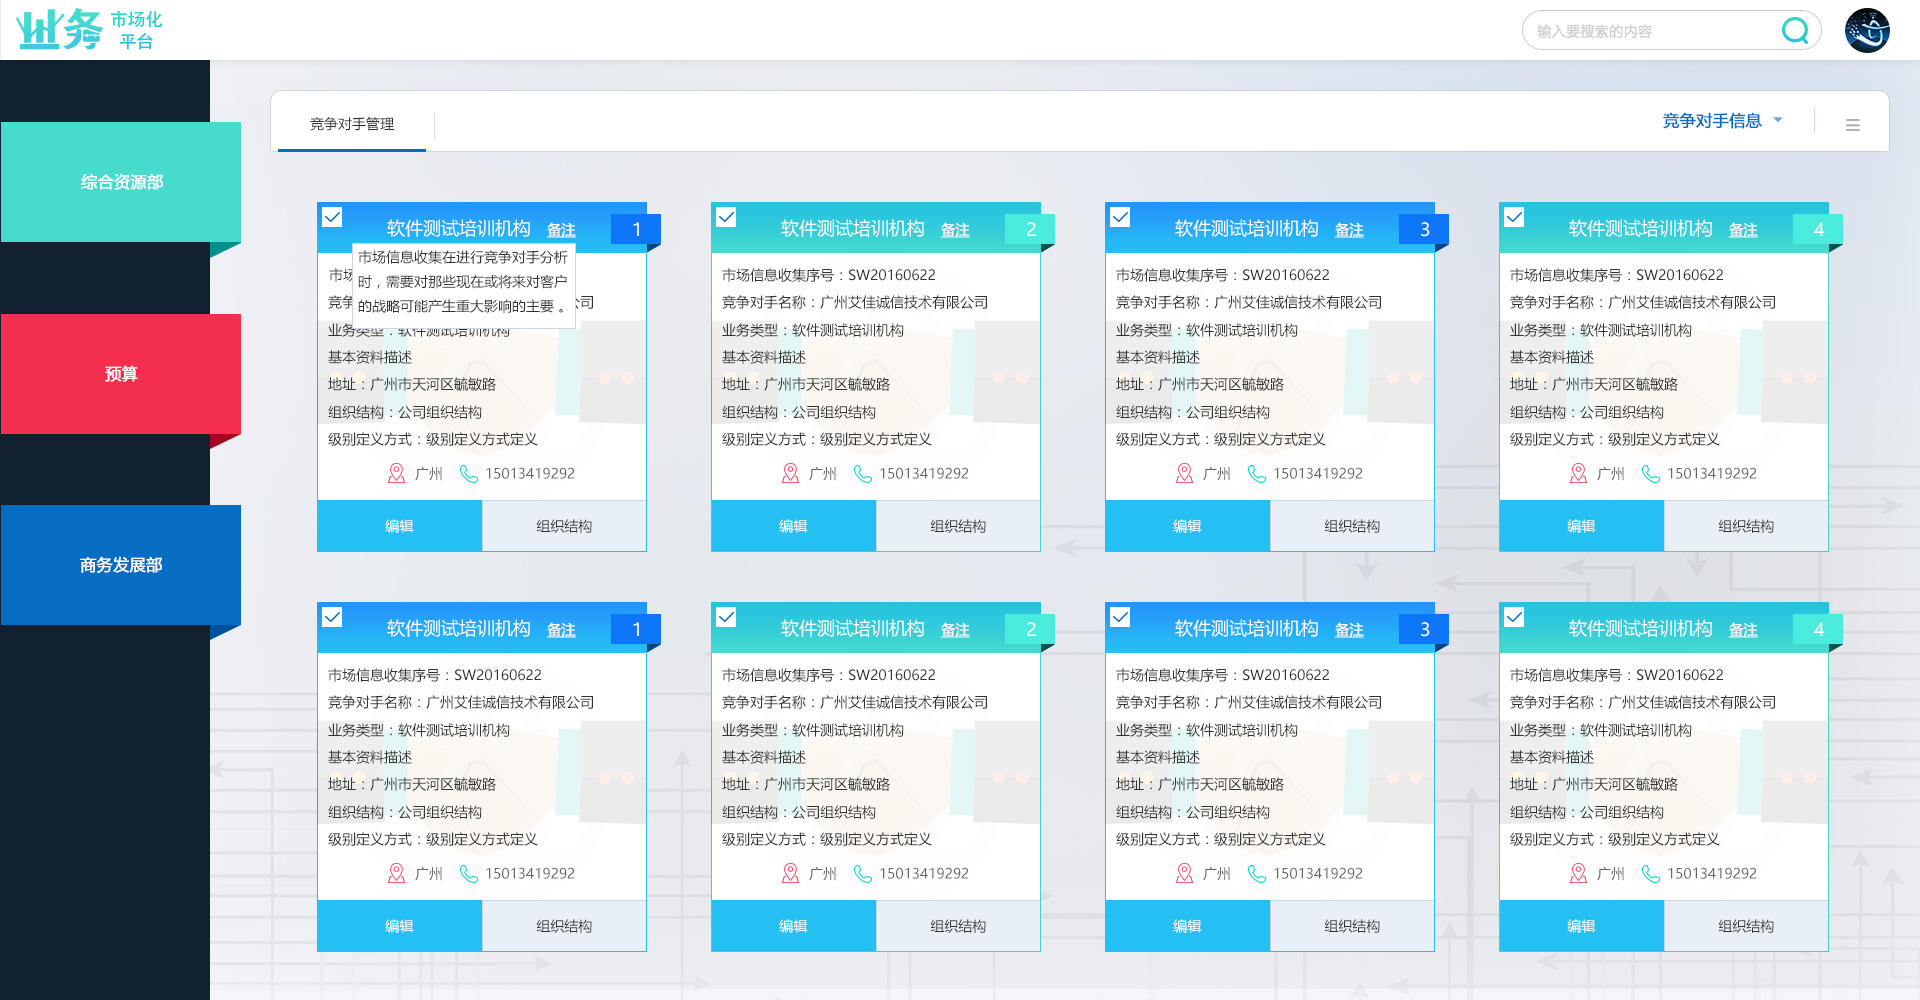 业务 市场化
平台
输入要搜索的内容
综合资源部
预算
商务发展部
竞争对手管理
竞争对手信息
软件测试培训机构 备注 1
市场信息收集在进行竞争对手分析
时，需要对那些现在或将来对客户
的战略可能产生重大影响的主要 。
市场
竞争 公司
业务类型：软件测试培训机构
基本资料描述
地址：广州市天河区毓敏路
组织结构：公司组织结构
级别定义方式：级别定义方式定义
广州 15013419292
编辑 组织结构
软件测试培训机构 备注 2
市场信息收集序号：SW20160622
竞争对手名称：广州艾佳诚信技术有限公司
业务类型：软件测试培训机构
基本资料描述
地址：广州市天河区毓敏路
组织结构：公司组织结构
级别定义方式：级别定义方式定义
广州 15013419292
编辑 组织结构
软件测试培训机构 备注 3
市场信息收集序号：SW20160622
竞争对手名称：广州艾佳诚信技术有限公司
业务类型：软件测试培训机构
基本资料描述
地址：广州市天河区毓敏路
组织结构：公司组织结构
级别定义方式：级别定义方式定义
广州 15013419292
编辑 组织结构
软件测试培训机构 备注 4
市场信息收集序号：SW20160622
竞争对手名称：广州艾佳诚信技术有限公司
业务类型：软件测试培训机构
基本资料描述
地址：广州市天河区毓敏路
组织结构：公司组织结构
级别定义方式：级别定义方式定义
广州 15013419292
编辑 组织结构
软件测试培训机构 备注 1
市场信息收集序号：SW20160622
竞争对手名称：广州艾佳诚信技术有限公司
业务类型：软件测试培训机构
基本资料描述
地址：广州市天河区毓敏路
组织结构：公司组织结构
级别定义方式：级别定义方式定义
广州 15013419292
编辑 组织结构
软件测试培训机构 备注 2
市场信息收集序号：SW20160622
竞争对手名称：广州艾佳诚信技术有限公司
业务类型：软件测试培训机构
基本资料描述
地址：广州市天河区毓敏路
组织结构：公司组织结构
级别定义方式：级别定义方式定义
广州 15013419292
编辑 组织结构
软件测试培训机构 备注 3
市场信息收集序号：SW20160622
竞争对手名称：广州艾佳诚信技术有限公司
业务类型：软件测试培训机构
基本资料描述
地址：广州市天河区毓敏路
组织结构：公司组织结构
级别定义方式：级别定义方式定义
广州 15013419292
编辑 组织结构
软件测试培训机构 备注 4
市场信息收集序号：SW20160622
竞争对手名称：广州艾佳诚信技术有限公司
业务类型：软件测试培训机构
基本资料描述
地址：广州市天河区毓敏路
组织结构：公司组织结构
级别定义方式：级别定义方式定义
广州 15013419292
编辑 组织结构